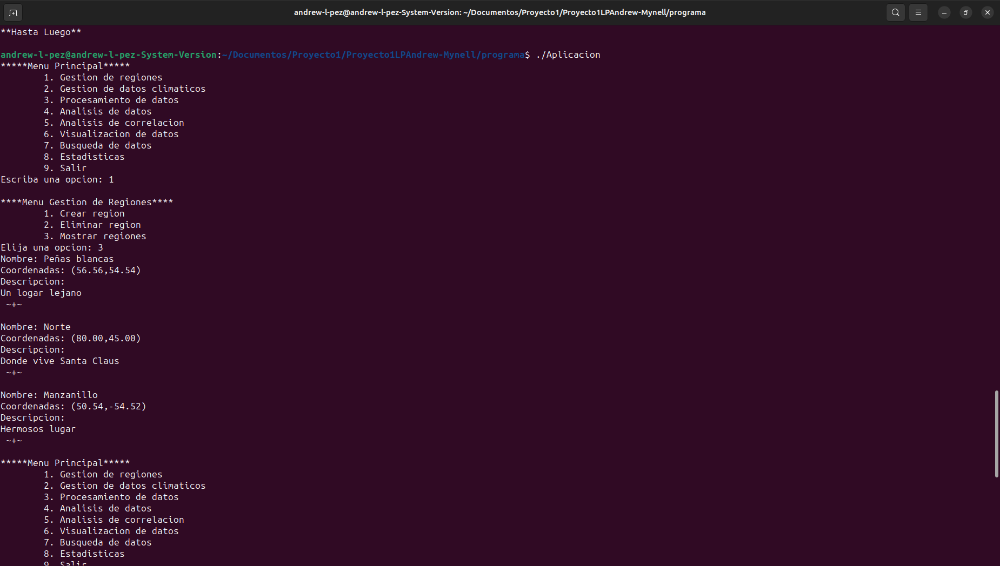 andrew-l-pez@andrew-l-pez-System-Version: ~/Documentos/Proyecto1/Proyecto1LPAndrew-Mynell/programa
**Hasta Luego**
andrew-l-pez@andrew-l-pez-System-Version:~/Documentos/Proyecto1/Proyecto1LPAndrew-Mynell/programa$ ./Aplicacion
*****Menu Principal*****
1. Gestion de regiones
2. Gestion de datos climaticos
3. Procesamiento de datos
4. Analisis de datos
5. Analisis de correlacion
6. Visualizacion de datos
7. Busqueda de datos
8. Estadisticas
9. Salir
Escriba una opcion: 1
****Menu Gestion de Regiones****
1. Crear region
2. Eliminar region
3. Mostrar regiones
Elija una opcion: 3
Nombre: Peñas blancas
Coordenadas: (56.56,54.54)
Descripcion:
Un logar lejano
~+~
Nombre: Norte
Coordenadas: (80.00,45.00)
Descripcion:
Donde vive Santa Claus
~+~
Nombre: Manzanillo
Coordenadas: (50.54,-54.52)
Descripcion:
Hermosos lugar
~+~
*****Menu Principal*****
1. Gestion de regiones
2. Gestion de datos climaticos
3. Procesamiento de datos
4. Analisis de datos
5. Analisis de correlacion
6. Visualizacion de datos
7. Busqueda de datos
8. Estadisticas
9. Salir